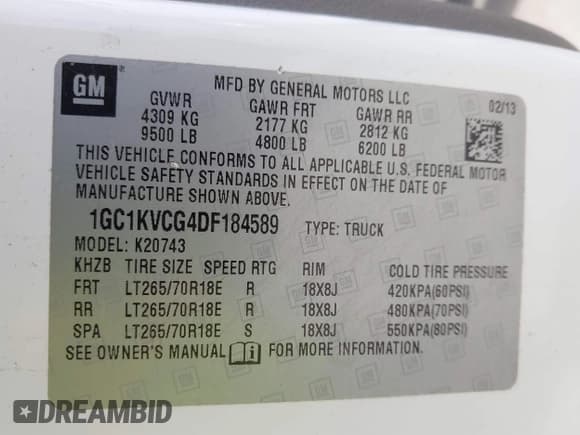 GM
MFD BY GENERAL MOTORS LLC
02/13
GVWR GAWR FRT GAWR RR
4309 KG 2177 KG 2812 KG
9500 LB 4800 LB 6200 LB
THIS VEHICLE CONFORMS TO ALL APPLICABLE U.S. FEDERAL MOTOR
VEHICLE SAFETY STANDARDS IN EFFECT ON THE DATE OF
MANUFACTURE SHOWN ABOVE.
1GC1KVCG4DF184589 TYPE: TRUCK
MODEL: K20743
KHZB TIRE SIZE SPEED RTG RIM COLD TIRE PRESSURE
FRT LT265/70R18E R 18X8J 420KPA(60PSI)
RR LT265/70R18E R 18X8J 480KPA(70PSI)
SPA LT265/70R18E S 18X8J 550KPA(80PSI)
SEE OWNER'S MANUAL i FOR MORE INFORMATION.
DREAMBID